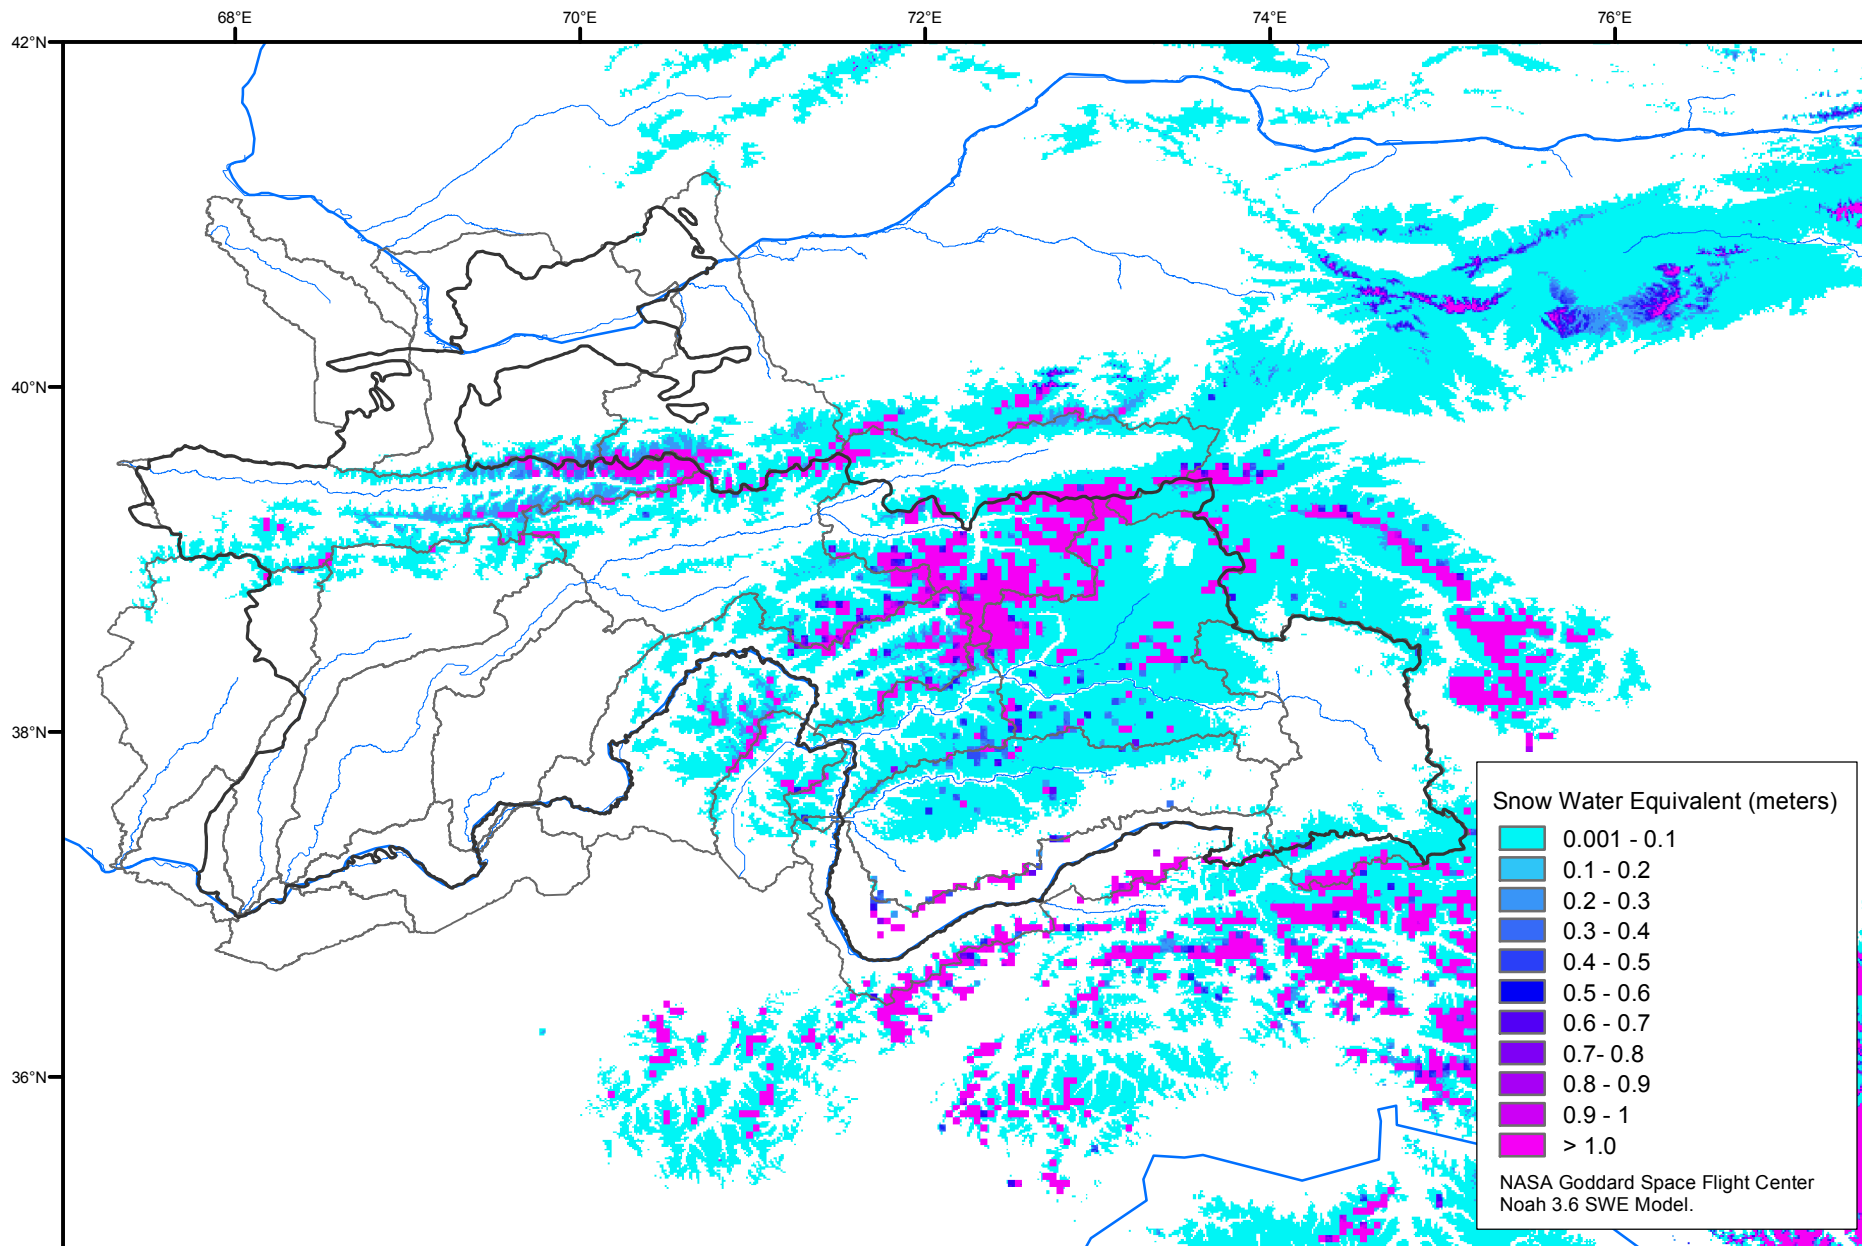 68°E 70°E 72°E 74°E 76°E
42°N
40°N
38°N
36°N
Snow Water Equivalent (meters)
0.001 - 0.1
0.1 - 0.2
0.2 - 0.3
0.3 - 0.4
0.4 - 0.5
0.5 - 0.6
0.6 - 0.7
0.7- 0.8
0.8 - 0.9
0.9 - 1
> 1.0
NASA Goddard Space Flight Center
Noah 3.6 SWE Model.